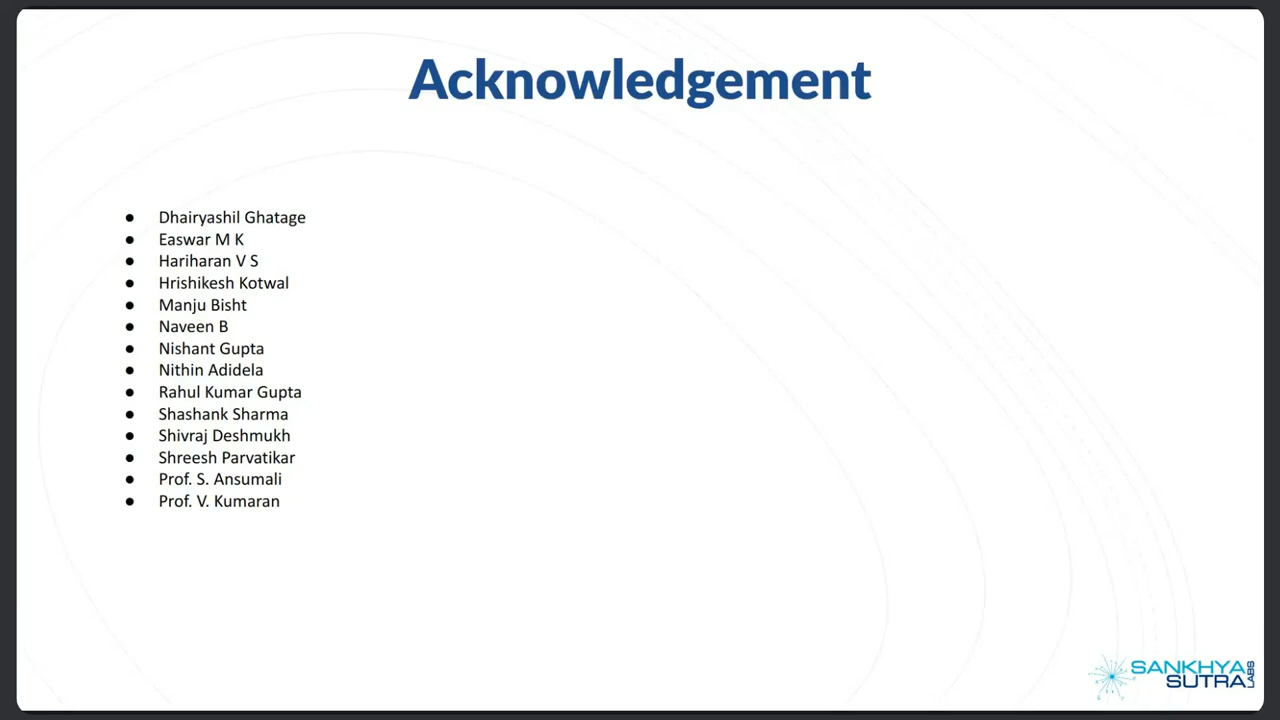 Acknowledgement
● Dhairyashil Ghatage
● Easwar M K
● Hariharan V S
● Hrishikesh Kotwal
● Manju Bisht
● Naveen B
● Nishant Gupta
● Nithin Adidela
● Rahul Kumar Gupta
● Shashank Sharma
● Shivraj Deshmukh
● Shreesh Parvatikar
● Prof. S. Ansumali
● Prof. V. Kumaran
SANKHYA
SUTRA LABS